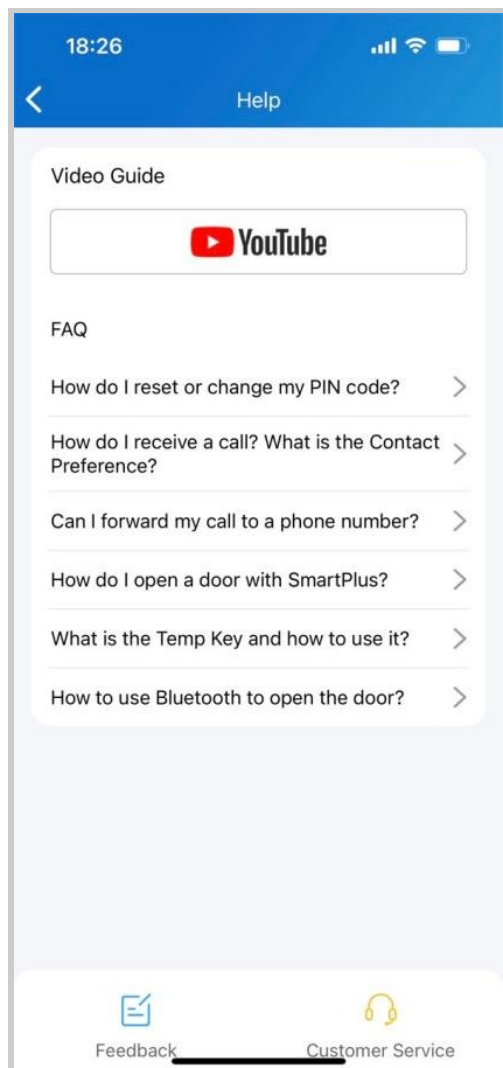 18:26
Help
Video Guide
YouTube
FAQ
How do I reset or change my PIN code?
How do I receive a call? What is the Contact
Preference?
Can I forward my call to a phone number?
How do I open a door with SmartPlus?
What is the Temp Key and how to use it?
How to use Bluetooth to open the door?
Feedback
Customer Service